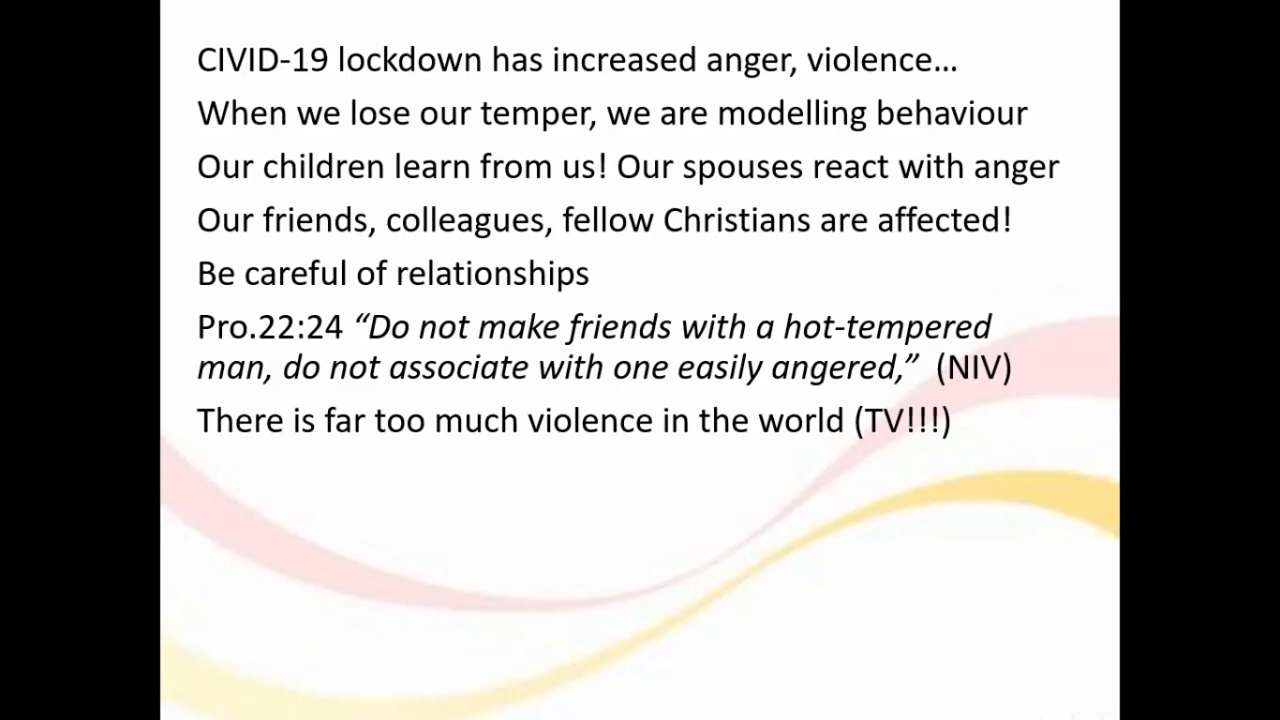 CIVID-19 lockdown has increased anger, violence…
When we lose our temper, we are modelling behaviour
Our children learn from us! Our spouses react with anger
Our friends, colleagues, fellow Christians are affected!
Be careful of relationships
Pro.22:24 “Do not make friends with a hot-tempered
man, do not associate with one easily angered,” (NIV)
There is far too much violence in the world (TV!!!)